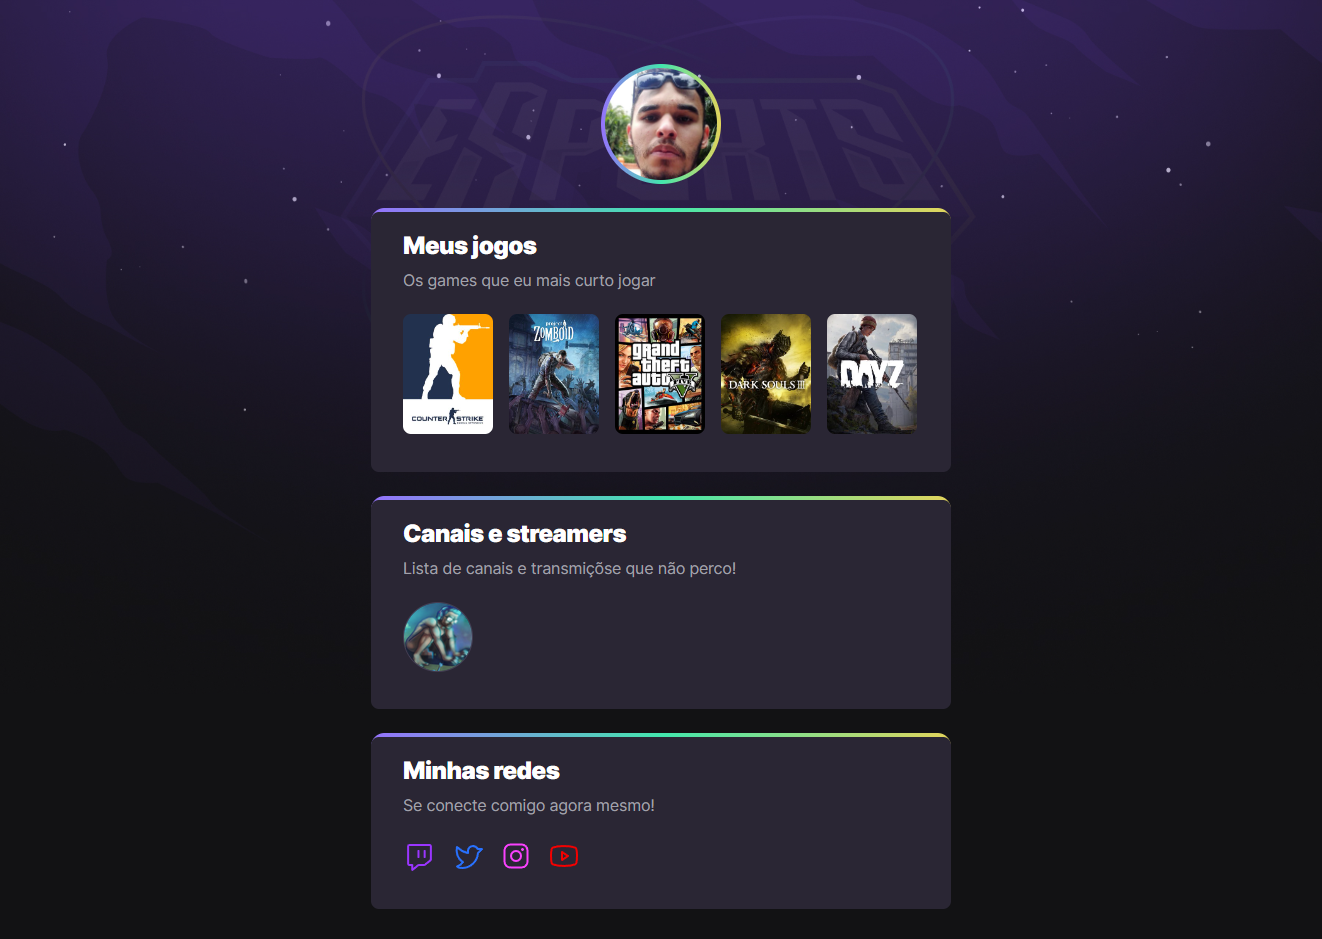 ESPORTS
Meus jogos
Os games que eu mais curto jogar
PROJECT
ZOMBOID
grand
theft
auto
V
DARK SOULS III
DAYZ
COUNTER STRIKE
Canais e streamers
Lista de canais e transmiçõse que não perco!
Minhas redes
Se conecte comigo agora mesmo!